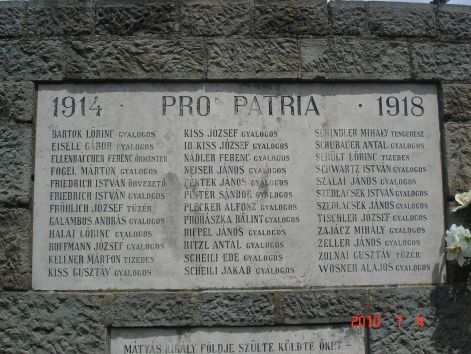 1914 · PRO PATRIA · 1918
BARTOK LŐRINC GYALOGOS
EISELE GÁBOR GYALOGOS
ELLENBACCHER FERENC ŐRMESTER
FOGEL MÁRTON GYALOGOS
FRIEDRICH ISTVÁN ŐRVEZETŐ
FRIEDRICH ISTVÁN GYALOGOS
FRÖHLICH JÓZSEF TÜZÉR
GALAMBOS ANDRÁS GYALOGOS
HALAT LŐRINC GYALOGOS
HOFFMANN JÓZSEF GYALOGOS
KELLNER MÁRTON TIZEDES
KISS GUSZTÁV GYALOGOS
KISS JÓZSEF GYALOGOS
ID KISS JÓZSEF GYALOGOS
NÁDLER FERENC GYALOGOS
NEISER JÁNOS GYALOGOS
PENTEK JÁNOS GYALOGOS
PFISTER SÁNDOR GYALOGOS
PLECKER ALFONZ GYALOGOS
PROHÁSZKA BÁLINT GYALOGOS
RIPPEL JÁNOS GYALOGOS
RITZL ANTAL GYALOGOS
SCHEILI EDE GYALOGOS
SCHEILI JAKAB GYALOGOS
SCHINDLER MIHÁLY TENGERÉSZ
SCHUBAUER ANTAL GYALOGOS
SCHÜLT LŐRINC TIZEDES
SCHWARTZ ISTVÁN GYALOGOS
SZALAI JÁNOS GYALOGOS
SZEDLACSEK ISTVÁN GYALOGOS
SZEDLACSEK JÁNOS GYALOGOS
TISCHLER JÓZSEF GYALOGOS
ZAJÁCZ MIHÁLY GYALOGOS
ZELLER JÁNOS GYALOGOS
ZOLNAI GUSZTÁV TÜZÉR
WOSNER ALAJOS GYALOGOS
MÁTYÁS KIRÁLY FÖLDJE SZÜLTE KÜLDTE ŐKET
2010 7 4